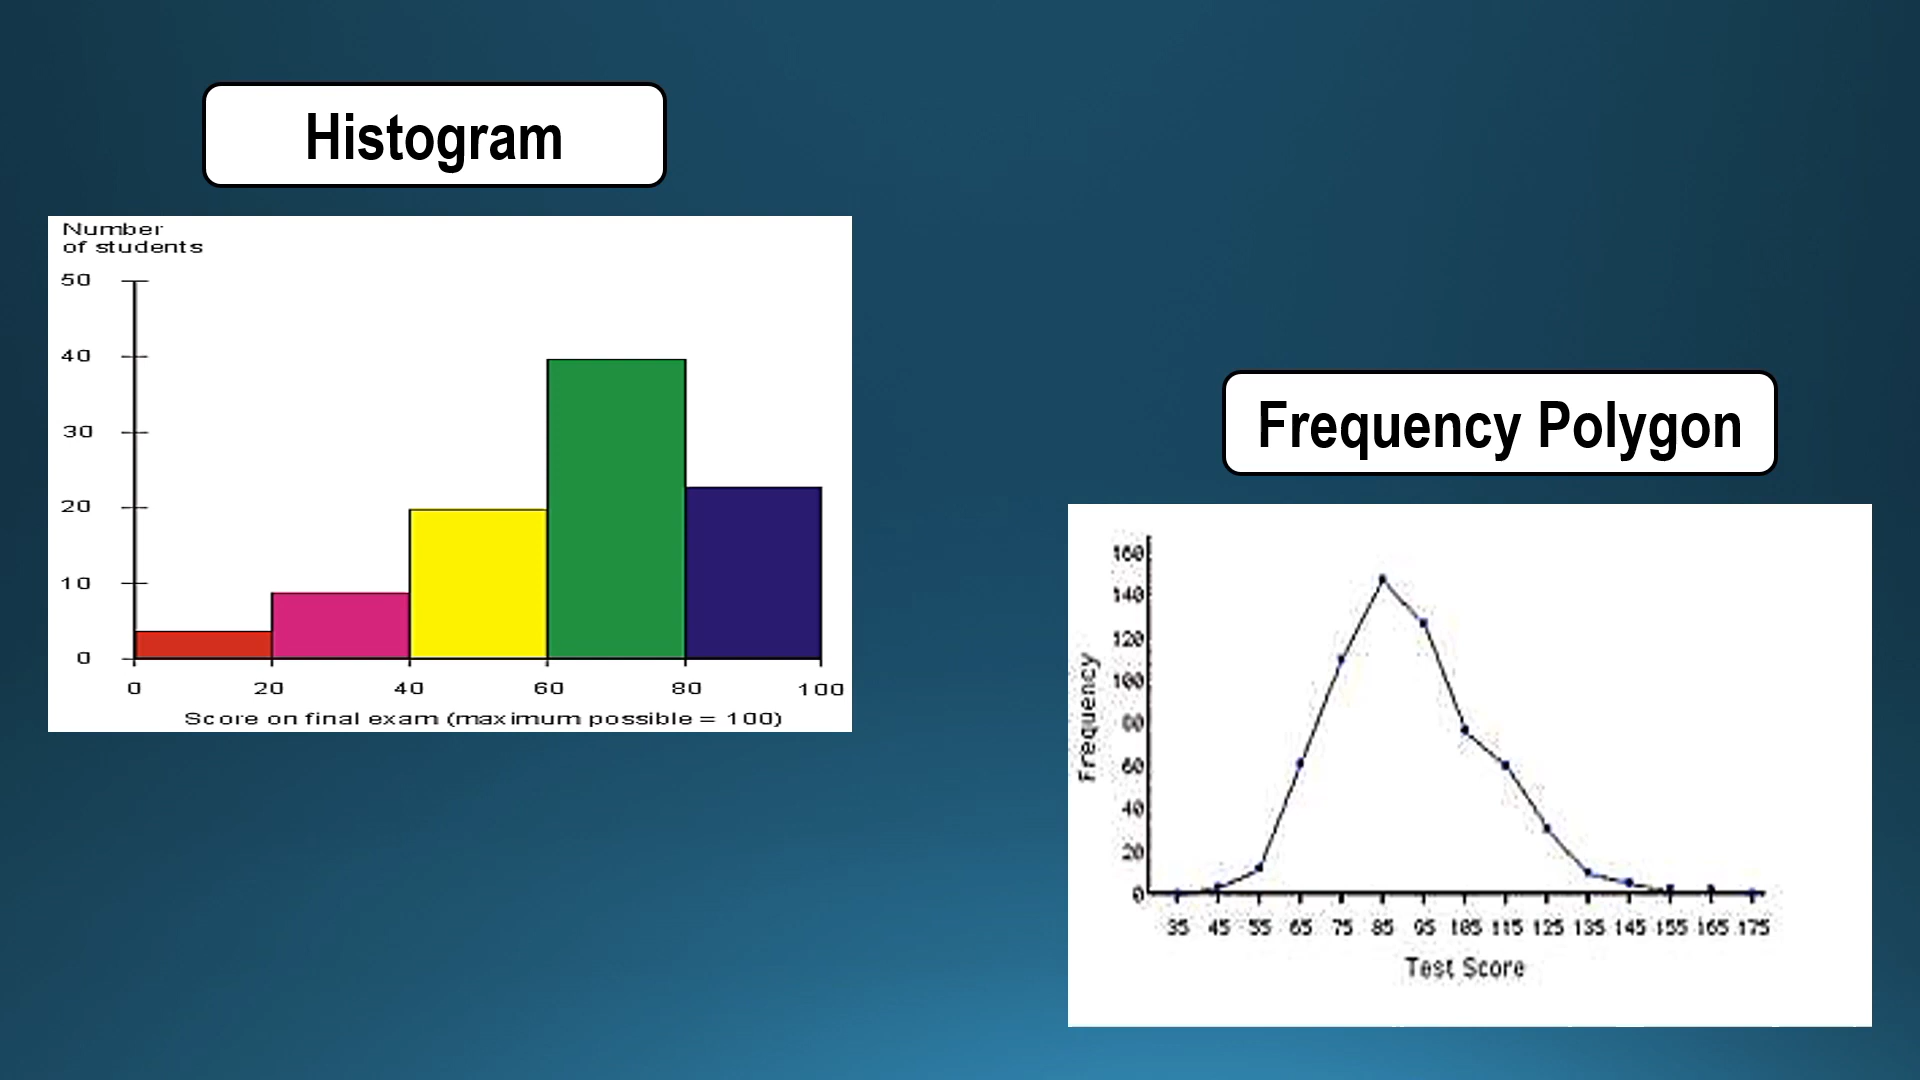 Histogram
Number
of students
50
40
30
20
10
0
0 20 40 60 80 100
Score on final exam (maximum possible = 100)
Frequency Polygon
160
140
120
100
80
60
40
20
0
Frequency
35 45 55 65 75 85 95 105 115 125 135 145 155 165 175
Test Score